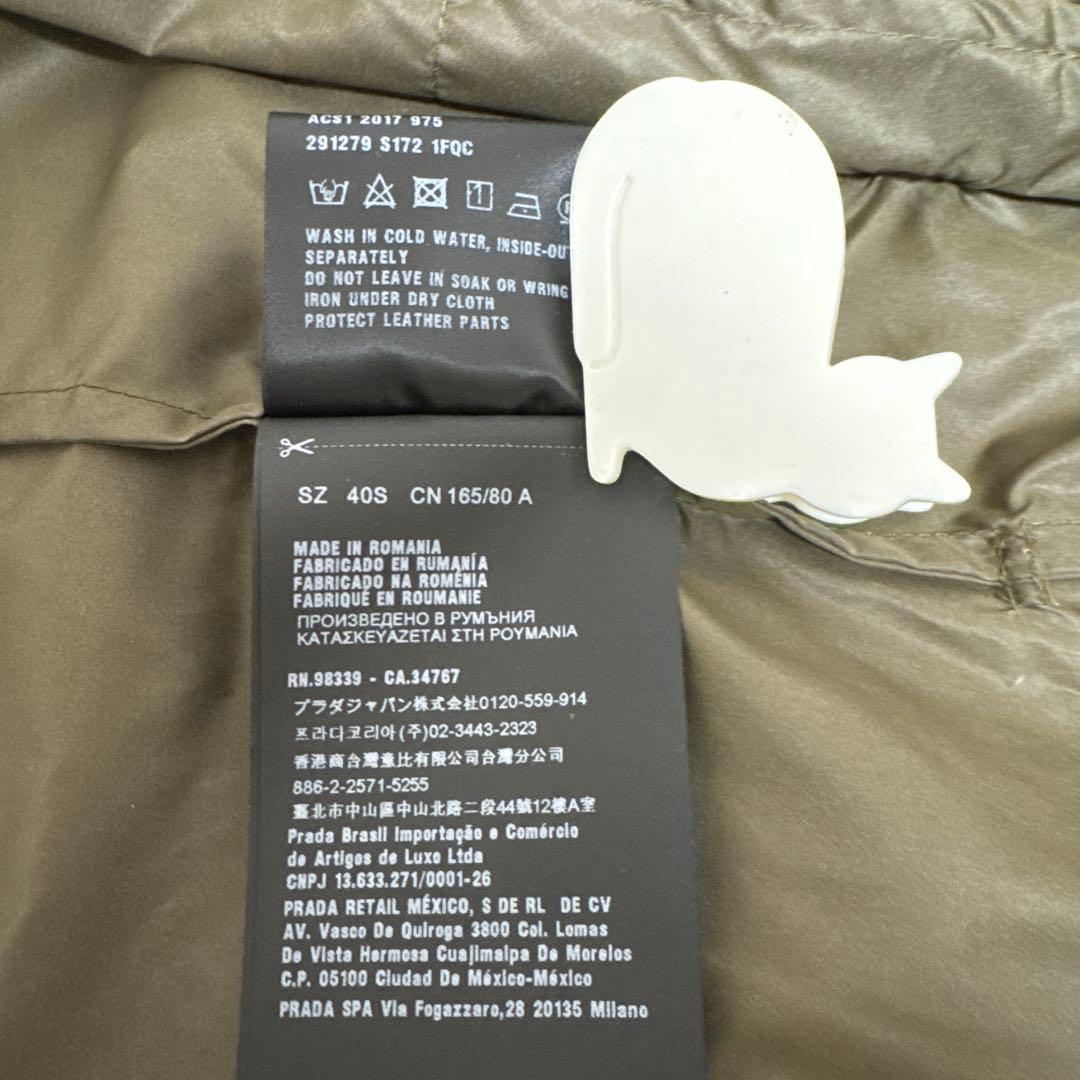 ACS1 2017 975
291279 S172 1FQC
WASH IN COLD WATER, INSIDE-OU
SEPARATELY
DO NOT LEAVE IN SOAK OR WRING
IRON UNDER DRY CLOTH
PROTECT LEATHER PARTS
SZ 40S CN 165/80 A
MADE IN ROMANIA
FABRICADO EN RUMANÍA
FABRICADO NA ROMÉNIA
FABRIQUÉ EN ROUMANIE
ПРОИЗВЕДЕНО В РУМЪНИЯ
ΚΑΤΑΣΚΕΥΑΖΕΤΑΙ ΣΤΗ ΡΟΥΜΑΝΙΑ
RN.98339 - CA.34767
プラダジャパン株式会社0120-559-914
프라다코리아(주)02-3443-2323
香港商台灣童比有限公司台灣分公司
886-2-2571-5255
臺北市中山區中山北路二段44號12樓A室
Prada Brasil Importação e Comércio
de Artigos de Luxo Ltda
CNPJ 13.633.271/0001-26
PRADA RETAIL MÉXICO, S DE RL DE CV
AV. Vasco De Quiroga 3800 Col. Lomas
De Vista Hermosa Cuajimalpa De Morelos
C.P. 05100 Ciudad De México-México
PRADA SPA Via Fogazzaro,28 20135 Milano